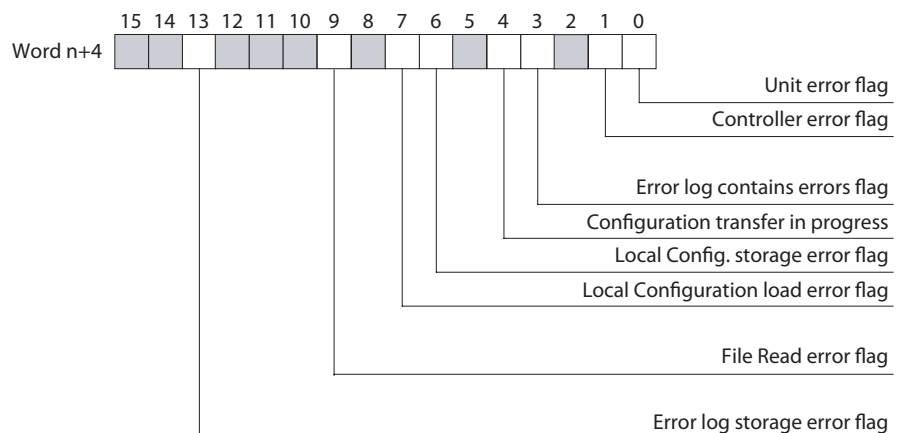 15 14 13 12 11 10 9 8 7 6 5 4 3 2 1 0
Word n+4
Unit error flag
Controller error flag
Error log contains errors flag
Configuration transfer in progress
Local Config. storage error flag
Local Configuration load error flag
File Read error flag
Error log storage error flag